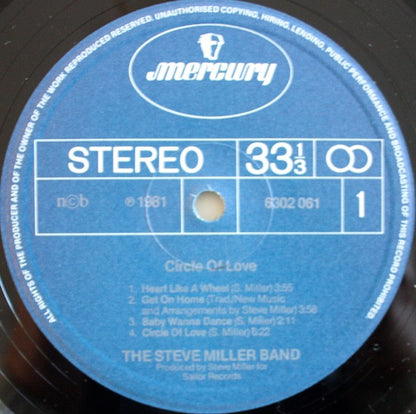 ALL RIGHTS OF THE PRODUCER AND OF THE OWNER OF THE WORK REPRODUCED RESERVED. UNAUTHORISED COPYING, HIRING, LENDING, PUBLIC PERFORMANCE AND BROADCASTING OF THIS RECORD PROHIBITED.
mercury
STEREO 33 1/3
ncb ℗ 1981 6302 061 1
Circle Of Love
1. Heart Like A Wheel (S. Miller) 3:55
2. Get On Home (Trad/New Music
and Arrangements by Steve Miller) 3:58
3. Baby Wanna Dance (S. Miller) 2:11
4. Circle Of Love (S. Miller) 6:22
THE STEVE MILLER BAND
Produced by Steve Miller for
Sailor Records.